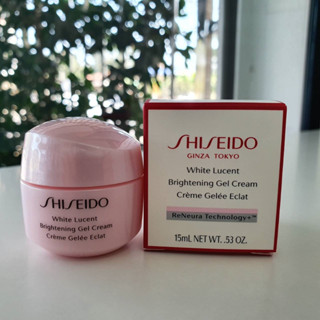 SHISEIDO
White Lucent
Brightening Gel Cream
Crème Gelée Eclat
SHISEIDO
GINZA TOKYO
White Lucent
Brightening Gel Cream
Crème Gelée Eclat
ReNeura Technology+™
15mL NET WT. .53 OZ.